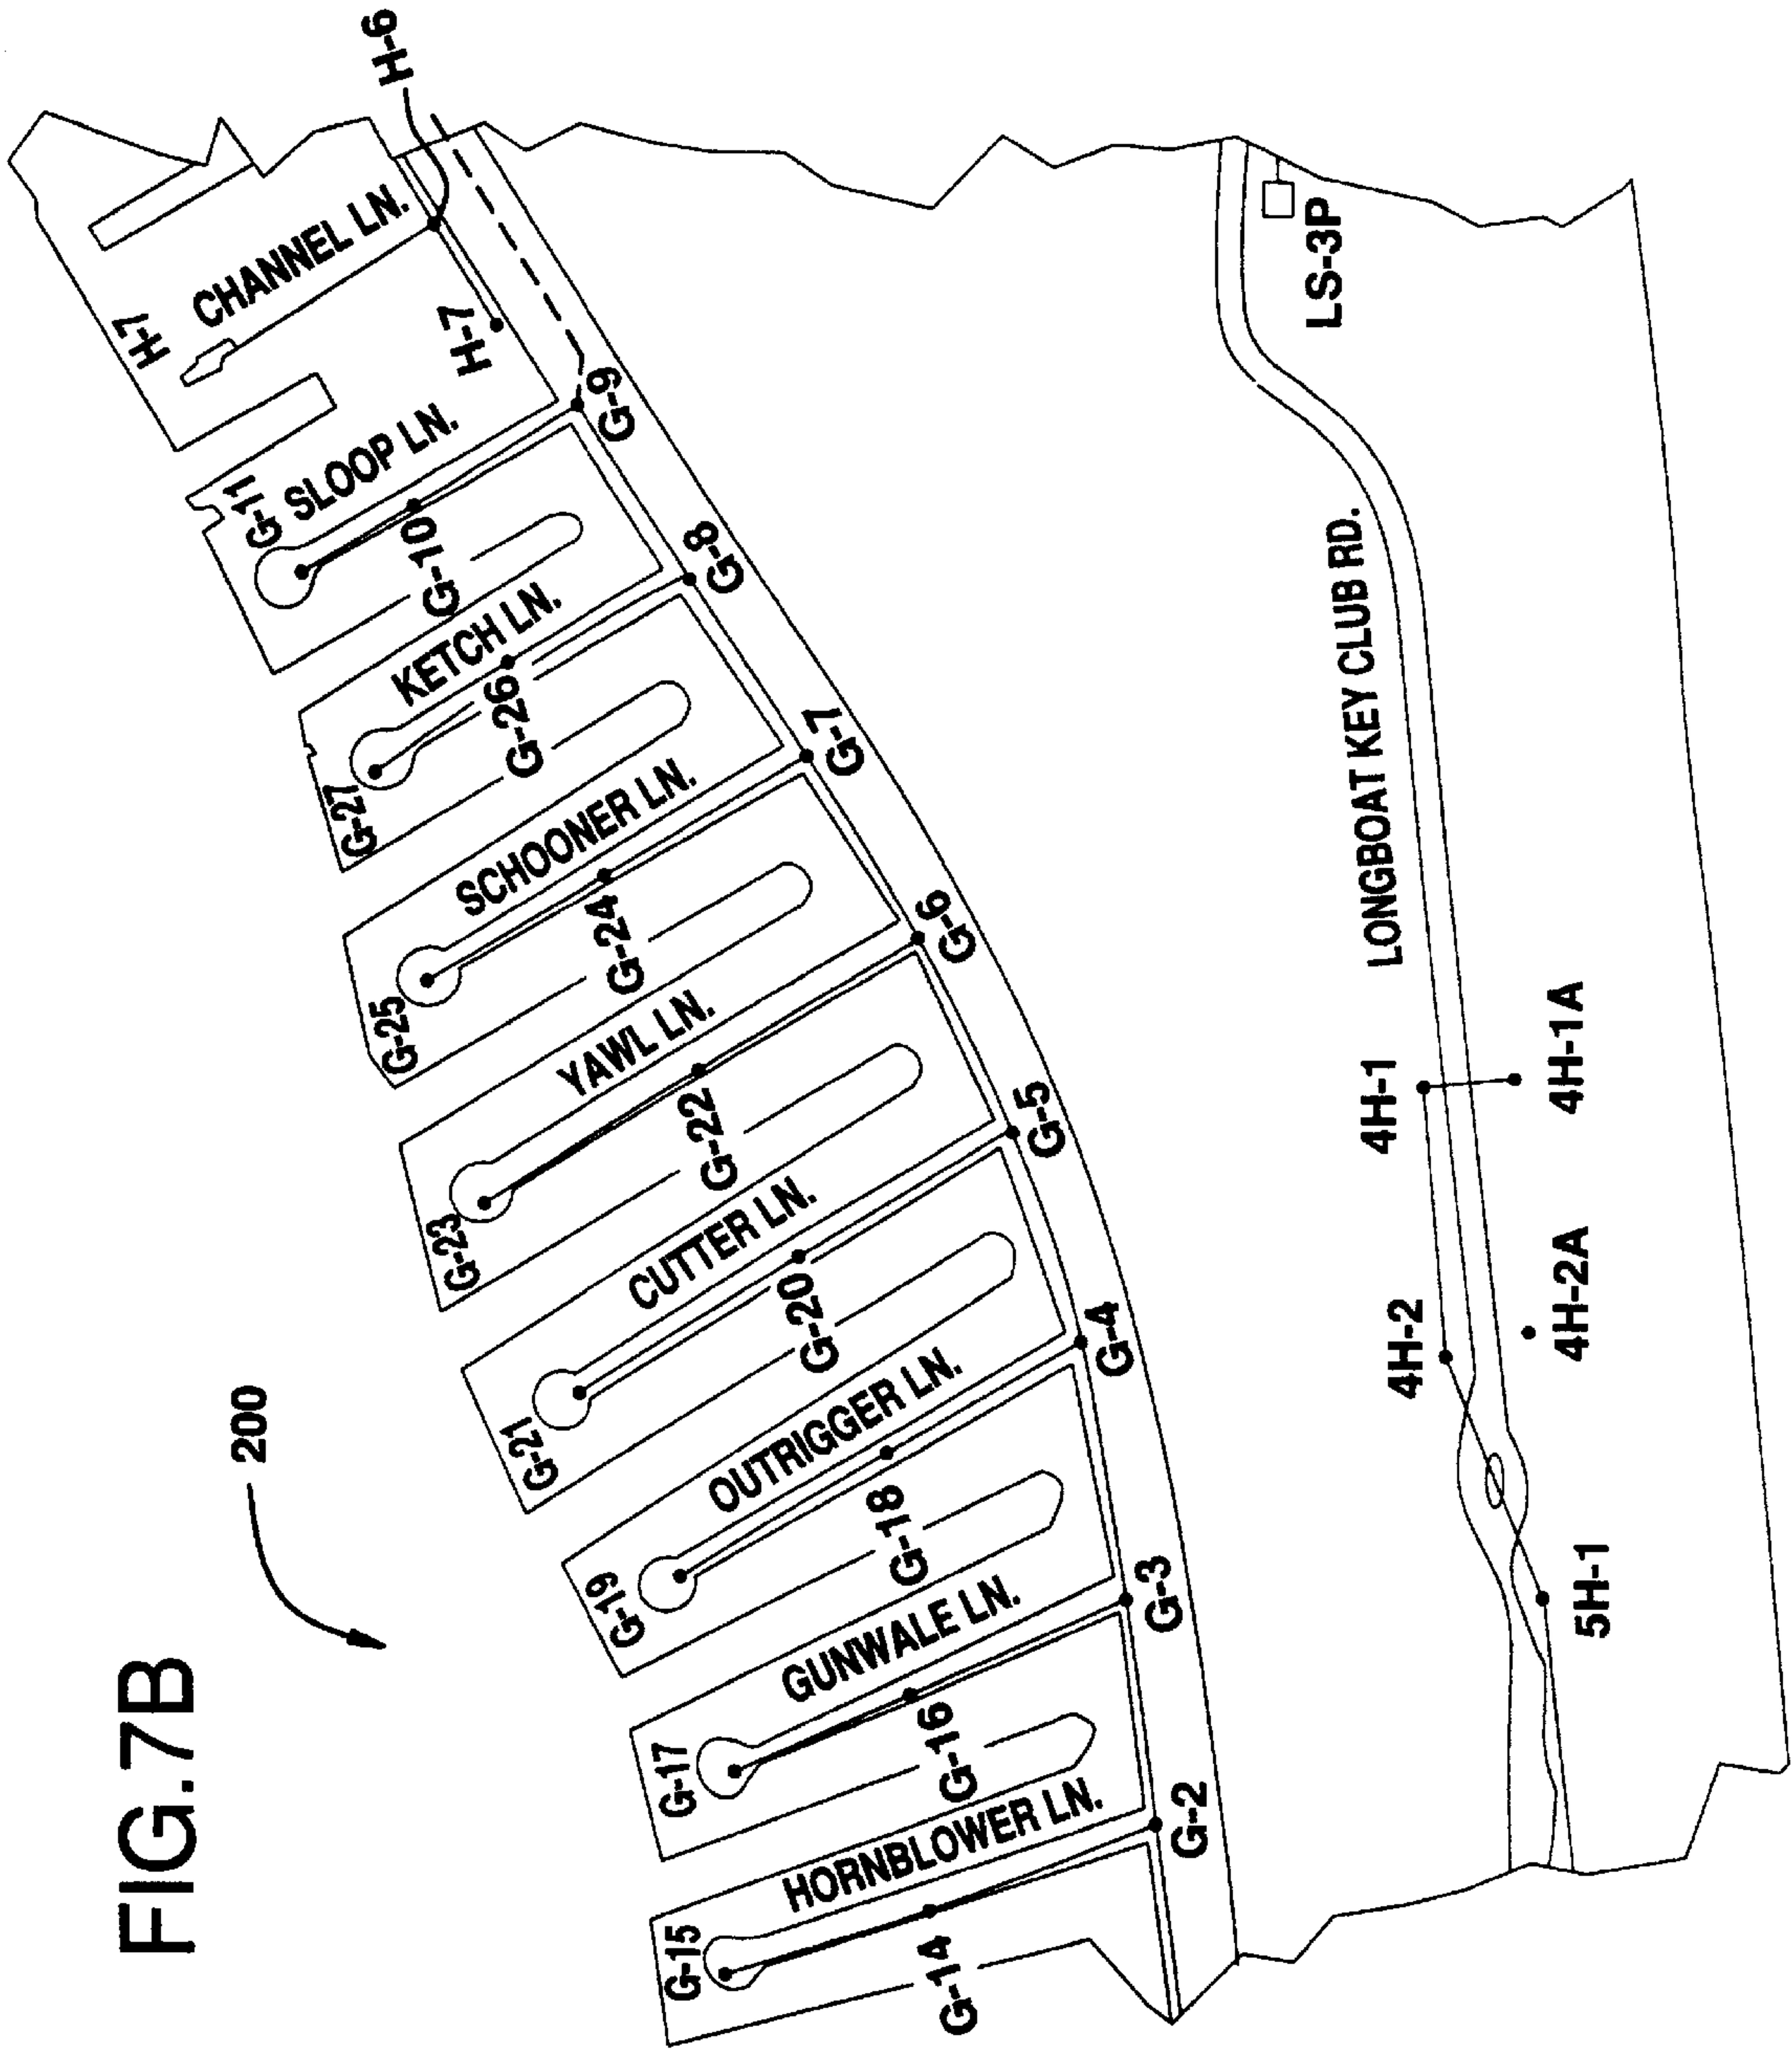 FIG.7B
200
H-6
H-7
CHANNEL LN.
H-7
G-11
SLOOP LN.
G-10
G-9
KETCH LN.
G-27
G-26
G-8
SCHOONER LN.
G-25
G-24
G-7
YAWL LN.
G-23
G-22
G-6
CUTTER LN.
G-21
G-20
G-5
OUTRIGGER LN.
G-19
G-18
G-4
GUNWALE LN.
G-17
G-16
G-3
HORNBLOWER LN.
G-15
G-14
G-2
LONGBOAT KEY CLUB RD.
LS-3P
4H-1
4H-1A
4H-2
4H-2A
5H-1